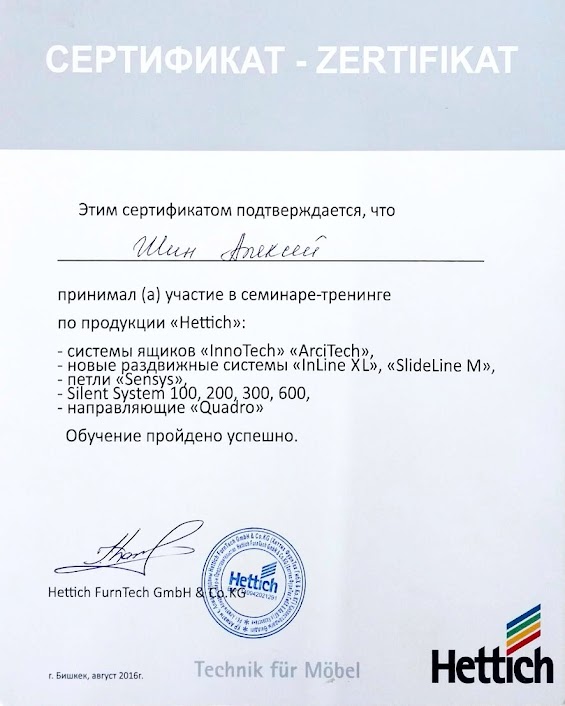 СЕРТИФИКАТ - ZERTIFIKAT
Этим сертификатом подтверждается, что
Шин Алексей
принимал (а) участие в семинаре-тренинге
по продукции «Hettich»:
- системы ящиков «InnoTech» «ArciTech»,
- новые раздвижные системы «InLine XL», «SlideLine M»,
- петли «Sensys»,
- Silent System 100, 200, 300, 600,
- направляющие «Quadro»
Обучение пройдено успешно.
Hettich
Hettich FurnTech GmbH & Co.KG
г. Бишкек, август 2016г.
Technik für Möbel
Hettich